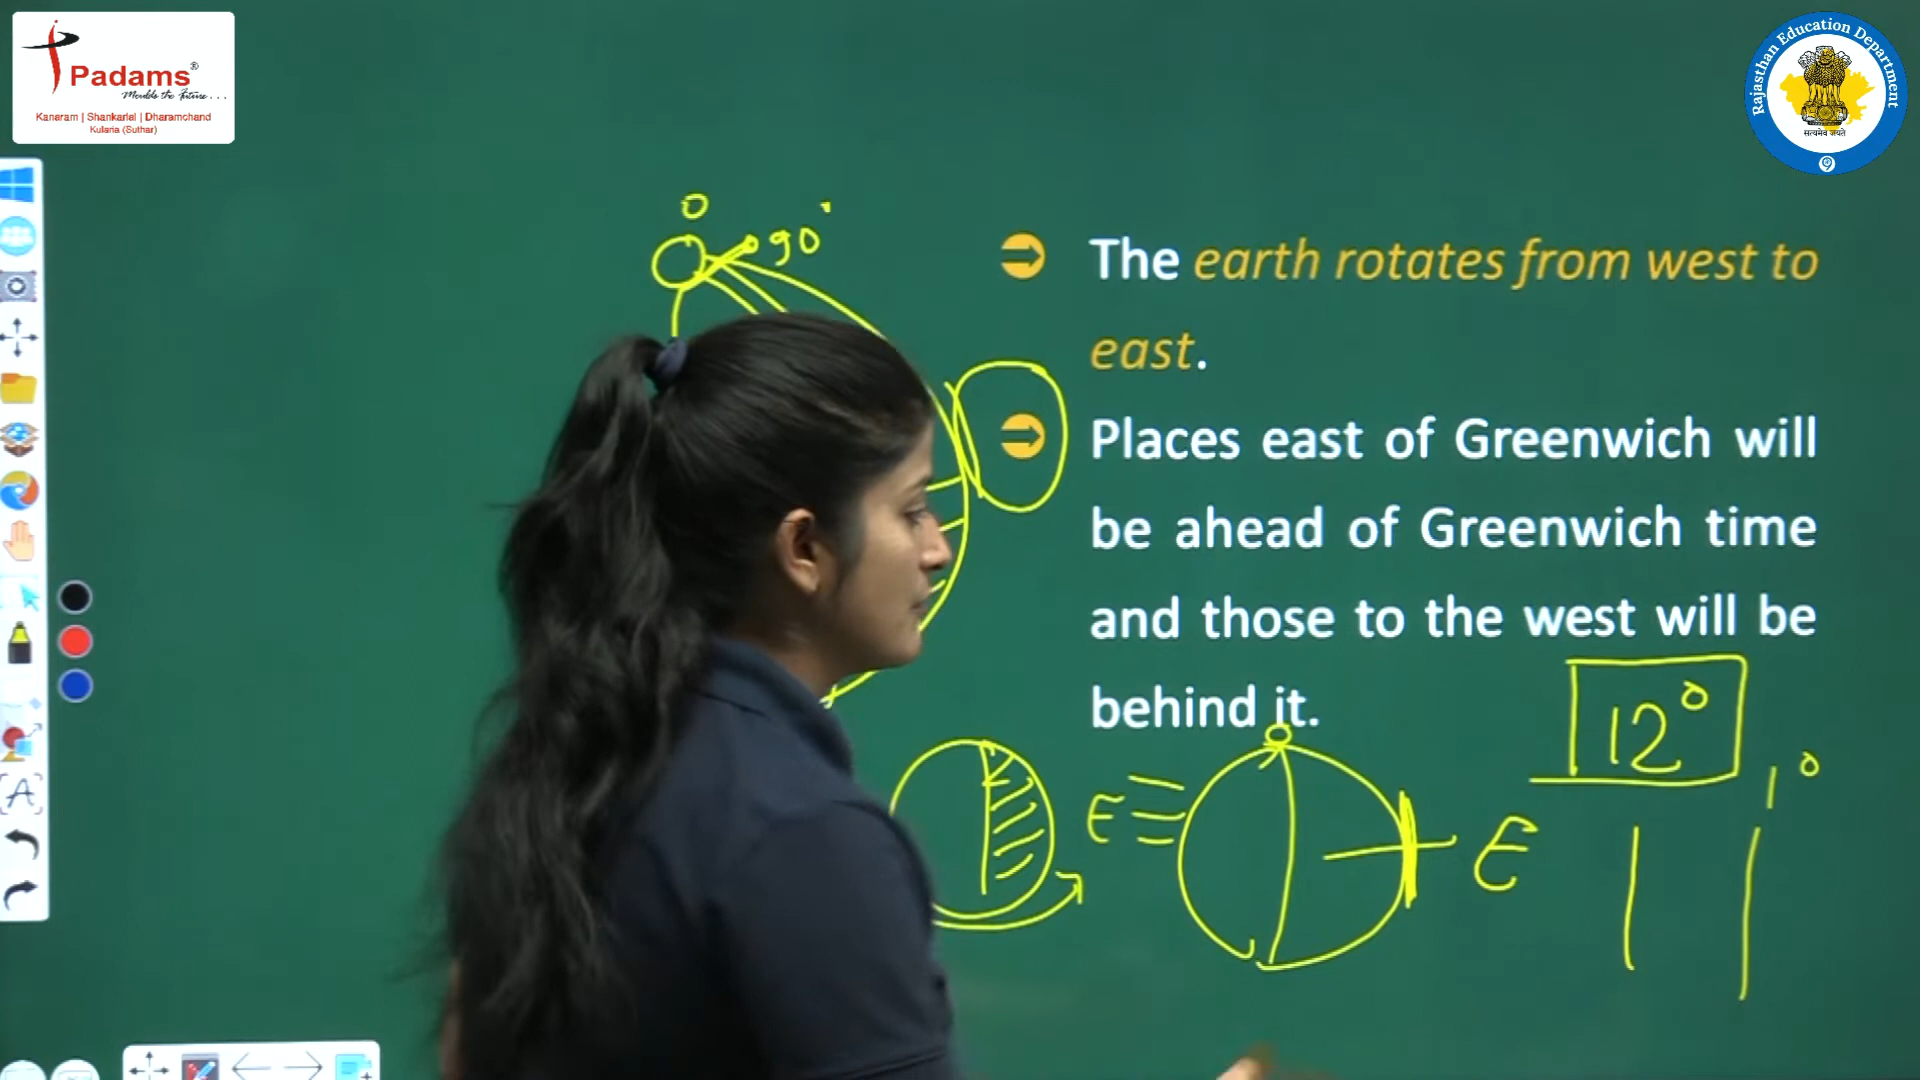 Padams®
Moulds the Future...
Kanaram | Shankarlal | Dharamchand
Kularia (Suthar)
Rajasthan Education Department
सत्यमेव जयते
0
90°
The earth rotates from west to
east.
Places east of Greenwich will
be ahead of Greenwich time
and those to the west will be
behind it.
12°
1°
E
E
A